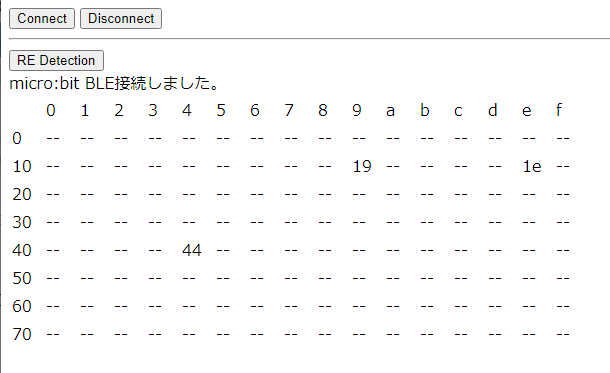 Connect Disconnect
RE Detection
micro:bit BLE接続しました。
0 1 2 3 4 5 6 7 8 9 a b c d e f
0 -- -- -- -- -- -- -- -- -- -- -- -- -- -- -- --
10 -- -- -- -- -- -- -- -- -- 19 -- -- -- -- 1e --
20 -- -- -- -- -- -- -- -- -- -- -- -- -- -- -- --
30 -- -- -- -- -- -- -- -- -- -- -- -- -- -- -- --
40 -- -- -- -- 44 -- -- -- -- -- -- -- -- -- -- --
50 -- -- -- -- -- -- -- -- -- -- -- -- -- -- -- --
60 -- -- -- -- -- -- -- -- -- -- -- -- -- -- -- --
70 -- -- -- -- -- -- -- -- -- -- -- -- -- -- -- --